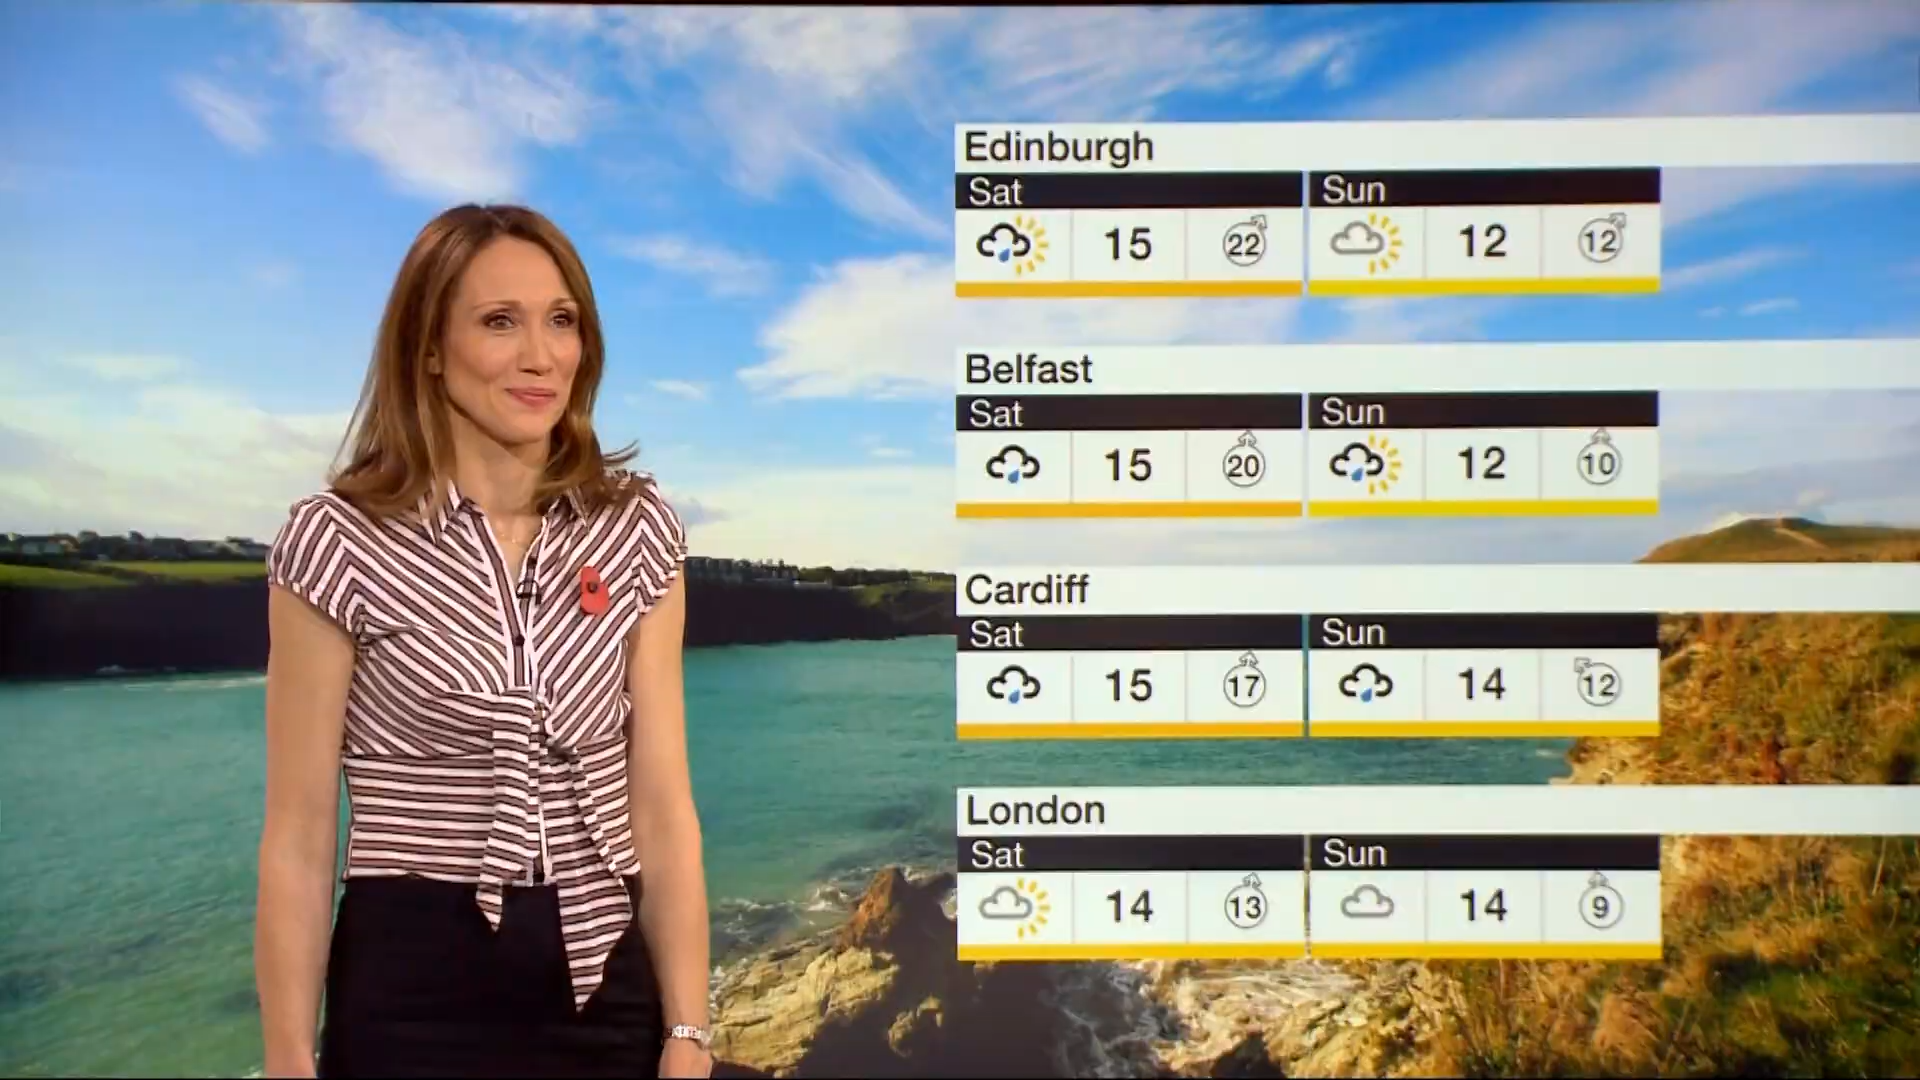 Edinburgh
Sat Sun
15 22 12 12
Belfast
Sat Sun
15 20 12 10
Cardiff
Sat Sun
15 17 14 12
London
Sat Sun
14 13 14 9